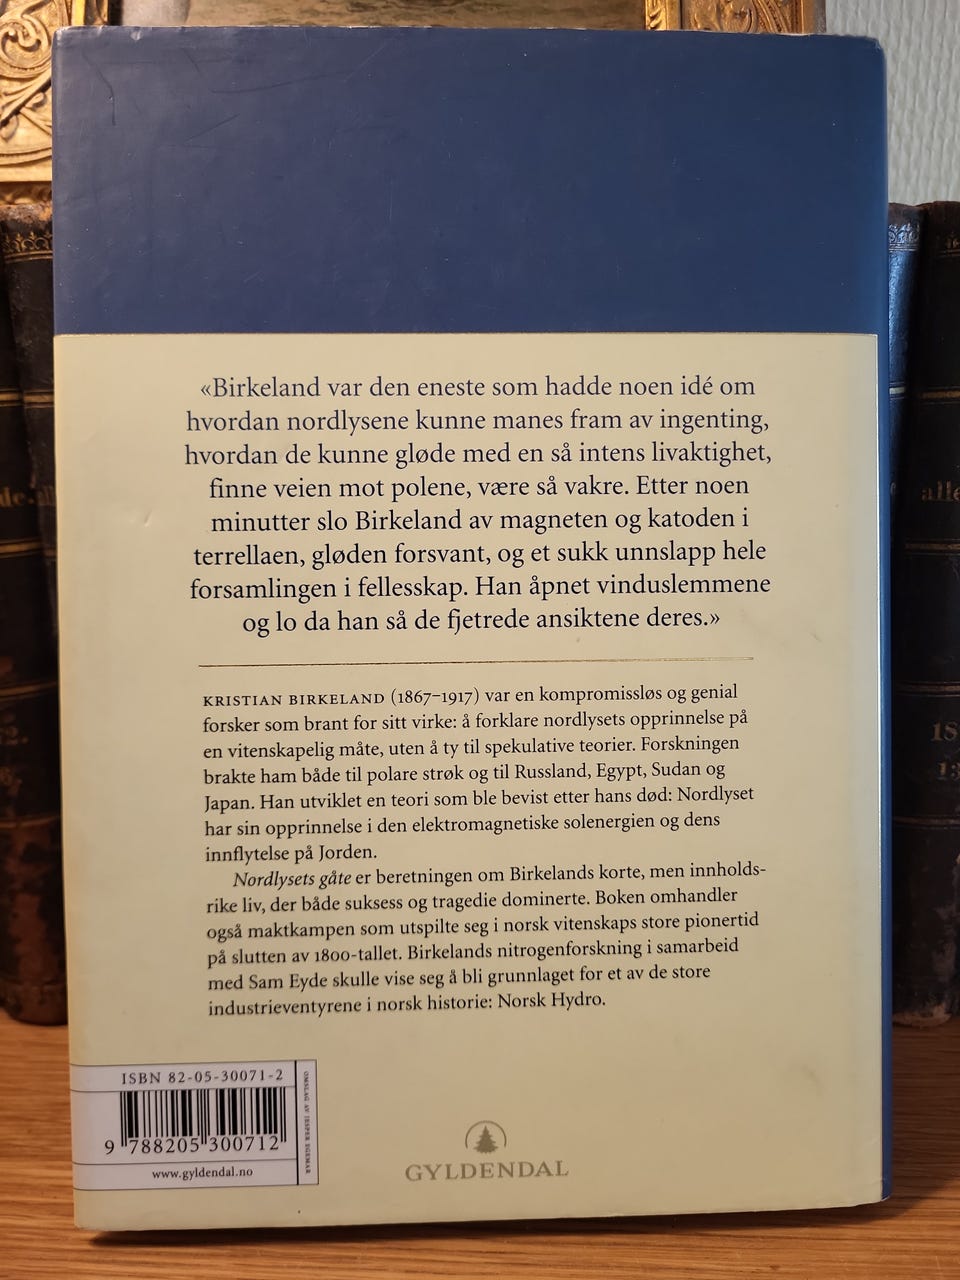 «Birkeland var den eneste som hadde noen idé om
hvordan nordlysene kunne manes fram av ingenting,
hvordan de kunne gløde med en så intens livaktighet,
finne veien mot polene, være så vakre. Etter noen
minutter slo Birkeland av magneten og katoden i
terrellaen, gløden forsvant, og et sukk unnslapp hele
forsamlingen i fellesskap. Han åpnet vinduslemmene
og lo da han så de fjetrede ansiktene deres.»
KRISTIAN BIRKELAND (1867–1917) var en kompromissløs og genial
forsker som brant for sitt virke: å forklare nordlysets opprinnelse på
en vitenskapelig måte, uten å ty til spekulative teorier. Forskningen
brakte ham både til polare strøk og til Russland, Egypt, Sudan og
Japan. Han utviklet en teori som ble bevist etter hans død: Nordlyset
har sin opprinnelse i den elektromagnetiske solenergien og dens
innflytelse på Jorden.
Nordlysets gåte er beretningen om Birkelands korte, men innholds-
rike liv, der både suksess og tragedie dominerte. Boken omhandler
også maktkampen som utspilte seg i norsk vitenskaps store pionertid
på slutten av 1800-tallet. Birkelands nitrogenforskning i samarbeid
med Sam Eyde skulle vise seg å bli grunnlaget for et av de store
industrieventyrene i norsk historie: Norsk Hydro.
ISBN 82-05-30071-2
9 788205 300712
www.gyldendal.no
OMSLAG AV JESPER EGEMAR
GYLDENDAL